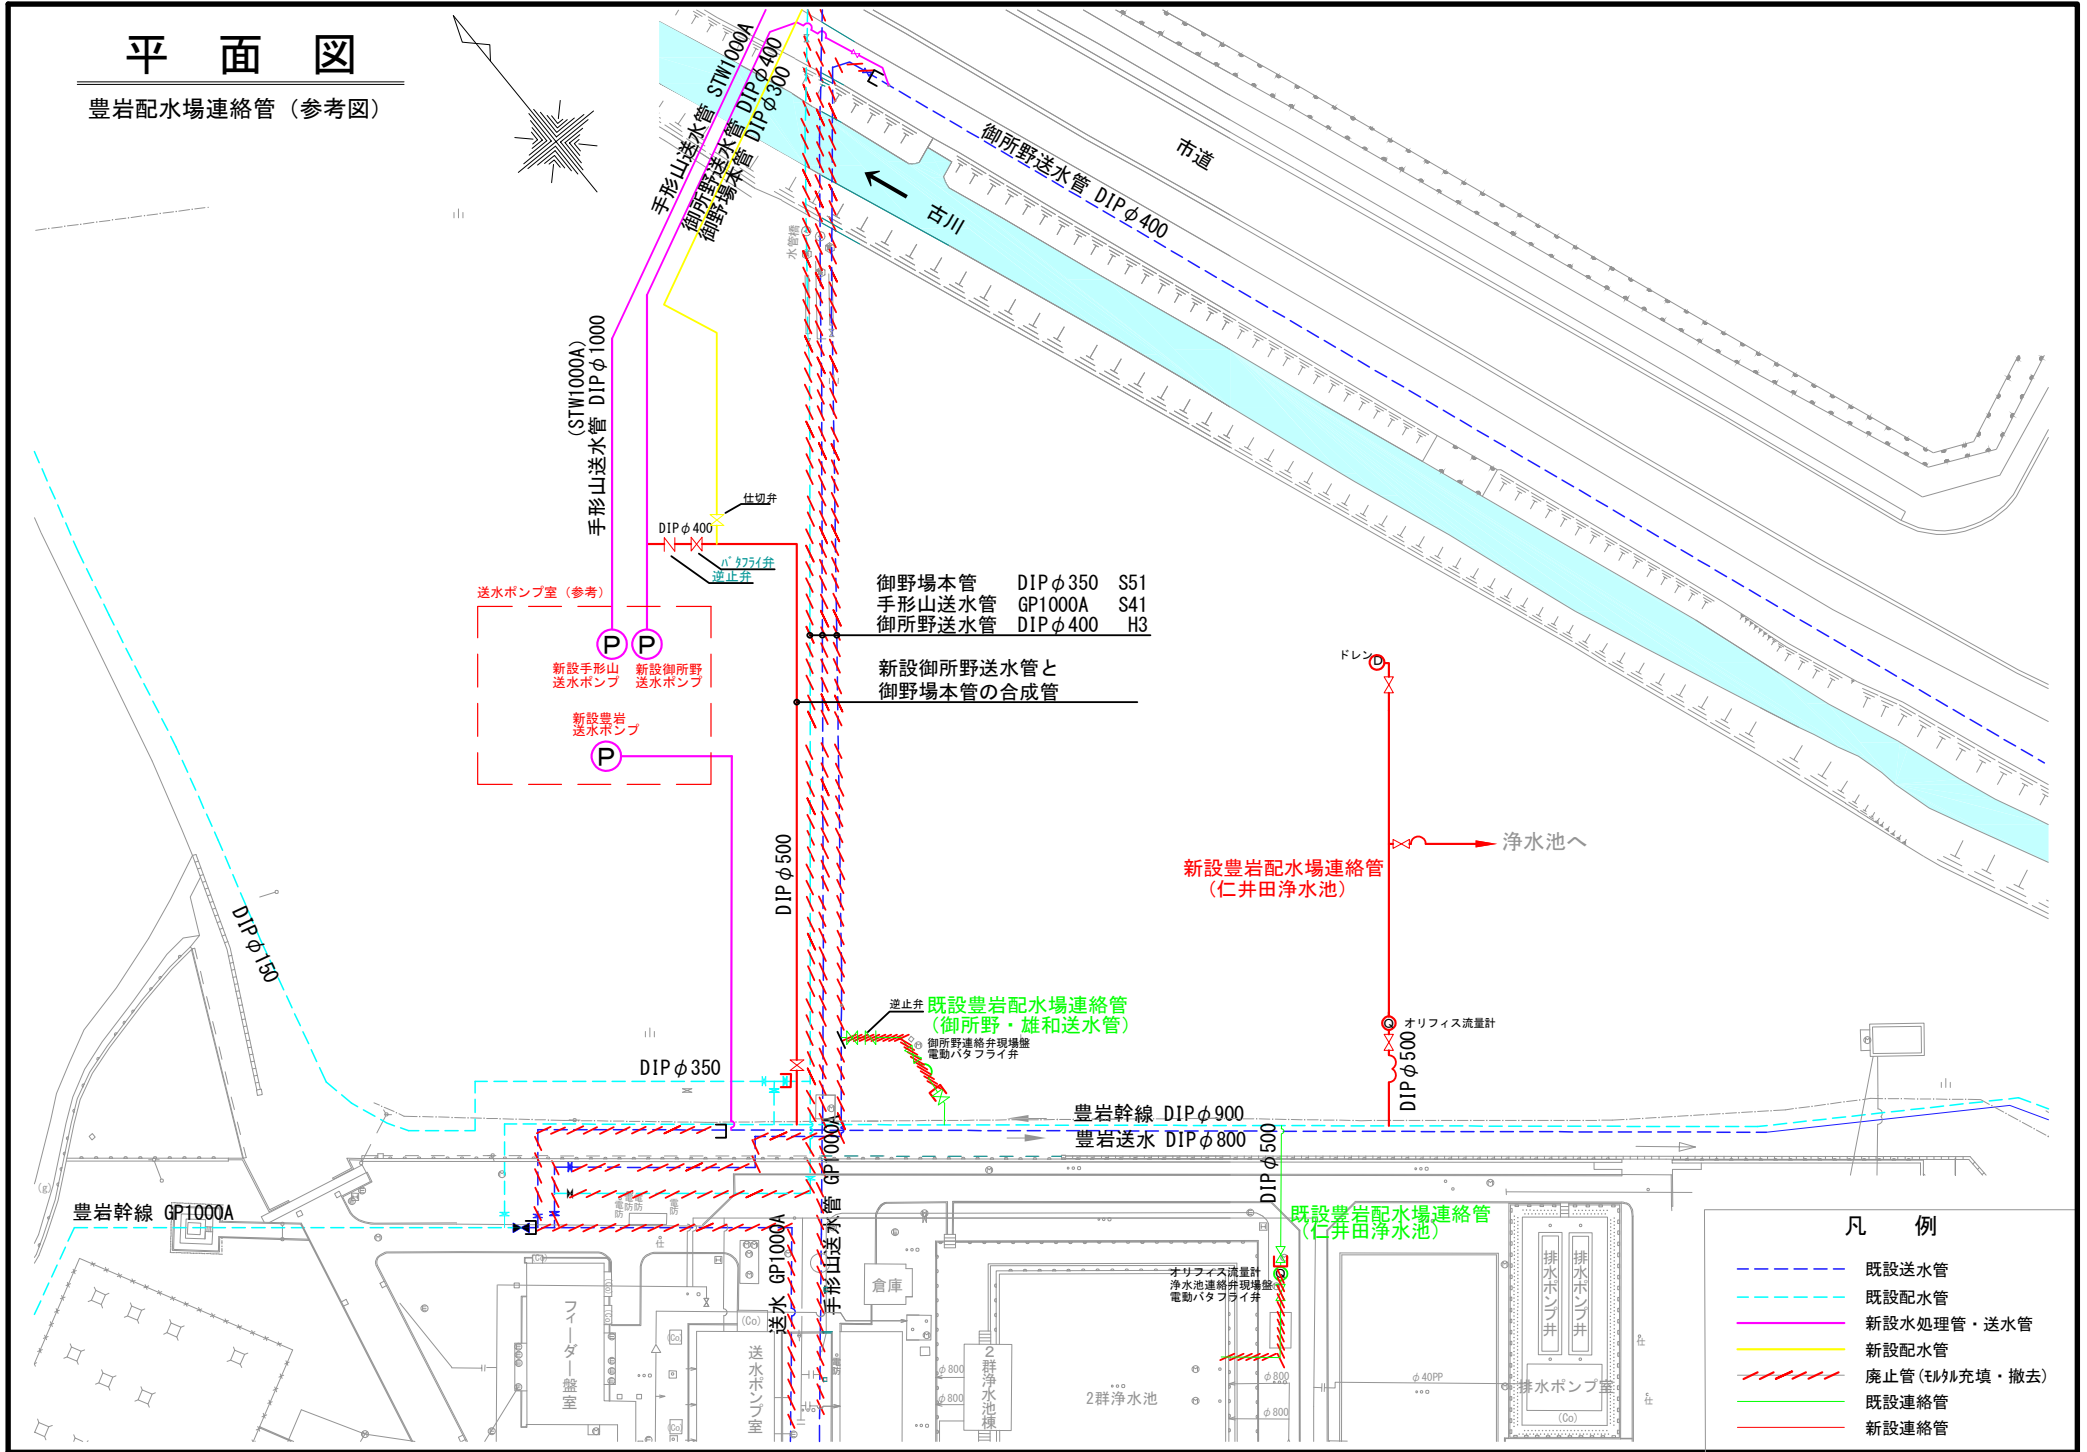 平面図
豊岩配水場連絡管（参考図）
手形山送水管 STW1000A
御所野送水管 DIPφ400
御野場本管 DIPφ300
御所野送水管 DIPφ400
市道
古川
水管橋
(STW1000A)
手形山送水管 DIPφ1000
仕切弁
DIPφ400
バタフライ弁
逆止弁
送水ポンプ室（参考）
P
P
新設手形山
送水ポンプ
新設御所野
送水ポンプ
新設豊岩
送水ポンプ
P
御野場本管 DIPφ350 S51
手形山送水管 GP1000A S41
御所野送水管 DIPφ400 H3
新設御所野送水管と
御野場本管の合成管
ドレン
D
浄水池へ
新設豊岩配水場連絡管
（仁井田浄水池）
DIPφ500
DIPφ150
逆止弁
既設豊岩配水場連絡管
（御所野・雄和送水管）
御所野連絡弁現場盤
電動バタフライ弁
オリフィス流量計
DIPφ500
DIPφ350
豊岩幹線 DIPφ900
豊岩送水 DIPφ800
DIPφ500
手形山送水管 GP1000A
送水 GP1000A
豊岩幹線 GP1000A
既設豊岩配水場連絡管
（仁井田浄水池）
オリフィス流量計
浄水池連絡弁現場盤
電動バタフライ弁
フィーダー盤室
送水ポンプ室
倉庫
2群浄水池棟
2群浄水池
φ800
φ800
φ800
φ800
φ40PP
排水ポンプ井
排水ポンプ井
排水ポンプ室
(Co)
(Co)
(Co)
(Co)
凡例
既設送水管
既設配水管
新設水処理管・送水管
新設配水管
廃止管(ﾓﾙﾀﾙ充填・撤去)
既設連絡管
新設連絡管